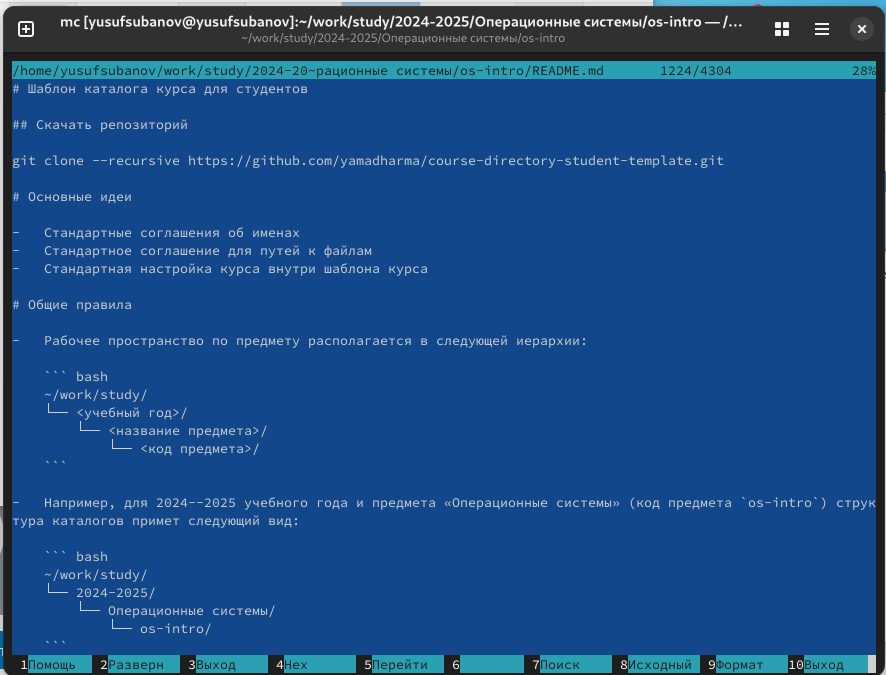 mc [yusufsubanov@yusufsubanov]:~/work/study/2024-2025/Операционные системы/os-intro — /...
~/work/study/2024-2025/Операционные системы/os-intro
/home/yusufsubanov/work/study/2024-20~рационные системы/os-intro/README.md 1224/4304 28%
# Шаблон каталога курса для студентов
## Скачать репозиторий
git clone --recursive https://github.com/yamadharma/course-directory-student-template.git
# Основные идеи
- Стандартные соглашения об именах
- Стандартное соглашение для путей к файлам
- Стандартная настройка курса внутри шаблона курса
# Общие правила
- Рабочее пространство по предмету располагается в следующей иерархии:
``` bash
~/work/study/
└── <учебный год>/
└── <название предмета>/
└── <код предмета>/
```
- Например, для 2024--2025 учебного года и предмета «Операционные системы» (код предмета `os-intro`) струк
тура каталогов примет следующий вид:
``` bash
~/work/study/
└── 2024-2025/
└── Операционные системы/
└── os-intro/
```
1Помощь 2Разверн 3Выход 4Hex 5Перейти 6 7Поиск 8Исходный 9Формат 10Выход